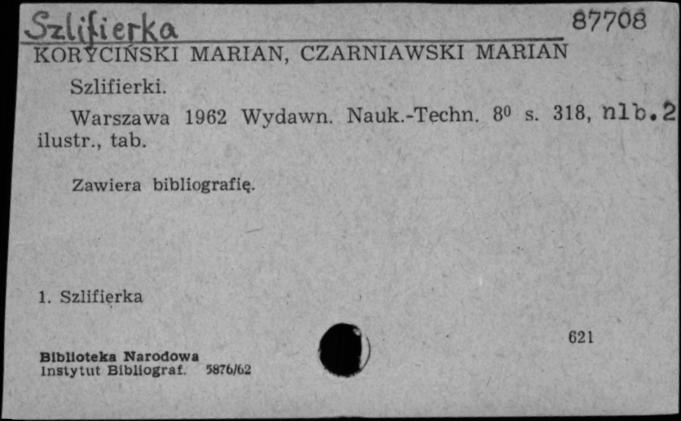 Szlifierka 87708
KORYCIŃSKI MARIAN, CZARNIAWSKI MARIAN
Szlifierki.
Warszawa 1962 Wydawn. Nauk.-Techn. 8⁰ s. 318, nlb. 2
ilustr., tab.
Zawiera bibliografię.
1. Szlifierka
621
Biblioteka Narodowa
Instytut Bibliograf. 5876/62